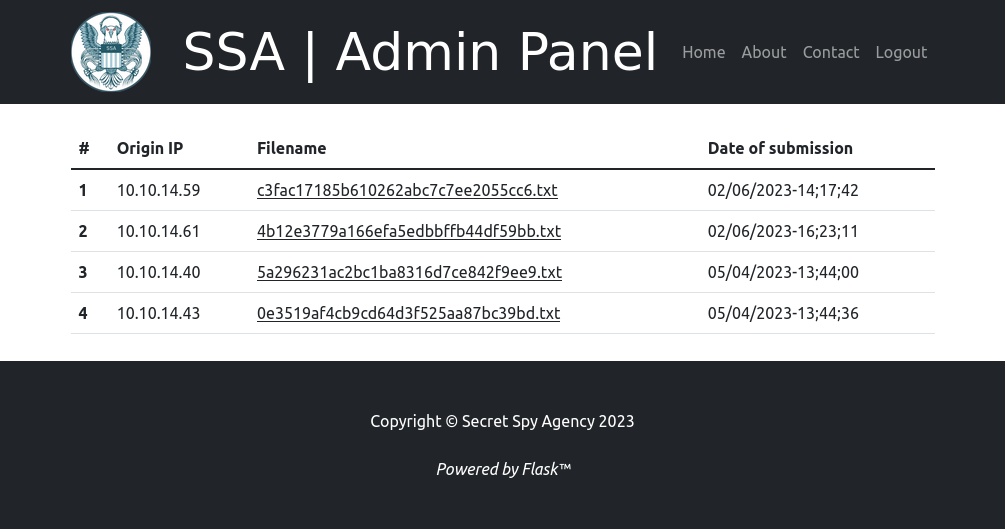 SSA
SSA | Admin Panel Home About Contact Logout
# Origin IP Filename Date of submission
1 10.10.14.59 c3fac17185b610262abc7c7ee2055cc6.txt 02/06/2023-14;17;42
2 10.10.14.61 4b12e3779a166efa5edbbffb44df59bb.txt 02/06/2023-16;23;11
3 10.10.14.40 5a296231ac2bc1ba8316d7ce842f9ee9.txt 05/04/2023-13;44;00
4 10.10.14.43 0e3519af4cb9cd64d3f525aa87bc39bd.txt 05/04/2023-13;44;36
Copyright © Secret Spy Agency 2023
Powered by Flask™